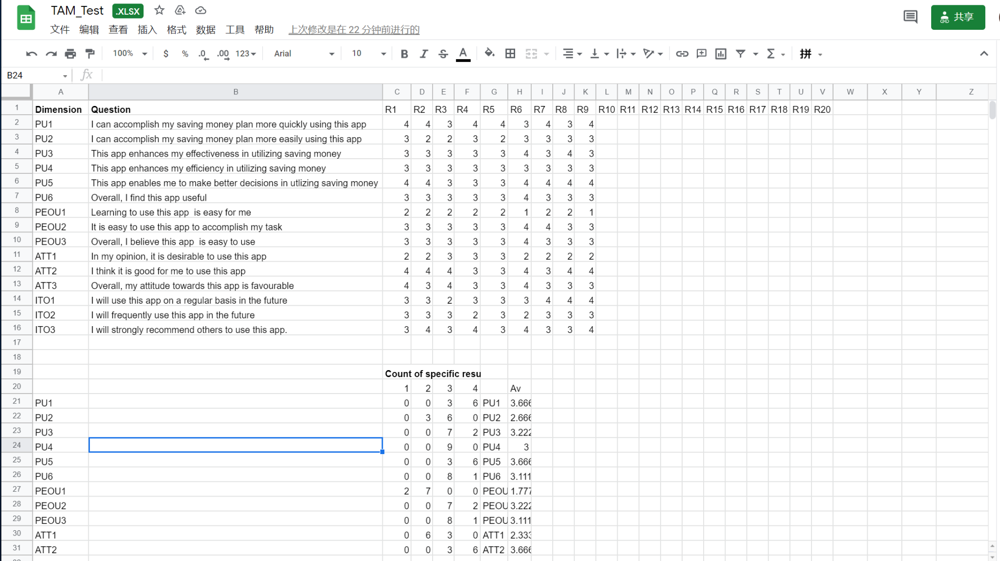 TAM_Test .XLSX
文件 编辑 查看 插入 格式 数据 工具 帮助 上次修改是在 22 分钟前进行的
共享
100% $ % .0 .00 123 Arial 10 B I S A Σ 拼
B24 fx
A B C D E F G H I J K L M N O P Q R S T U V W X Y Z
1 Dimension Question R1 R2 R3 R4 R5 R6 R7 R8 R9 R10 R11 R12 R13 R14 R15 R16 R17 R18 R19 R20
2 PU1 I can accomplish my saving money plan more quickly using this app 4 4 3 4 4 3 4 3 4
3 PU2 I can accomplish my saving money plan more easily using this app 3 2 2 3 2 3 3 3 3
4 PU3 This app enhances my effectiveness in utilizing saving money 3 3 3 3 3 4 3 4 3
5 PU4 This app enhances my efficiency in utilizing saving money 3 3 3 3 3 3 3 3 3
6 PU5 This app enables me to make better decisions in utlizing saving money 4 4 3 3 3 4 4 4 4
7 PU6 Overall, I find this app useful 3 3 3 3 3 4 3 3 3
8 PEOU1 Learning to use this app is easy for me 2 2 2 2 2 1 2 2 1
9 PEOU2 It is easy to use this app to accomplish my task 3 3 3 3 3 4 4 3 3
10 PEOU3 Overall, I believe this app is easy to use 3 3 3 3 3 4 3 3 3
11 ATT1 In my opinion, it is desirable to use this app 2 2 3 3 3 2 2 2 2
12 ATT2 I think it is good for me to use this app 4 4 4 3 3 4 3 4 4
13 ATT3 Overall, my attitude towards this app is favourable 4 3 4 3 3 4 3 3 3
14 ITO1 I will use this app on a regular basis in the future 3 3 2 3 3 3 4 4 4
15 ITO2 I will frequently use this app in the future 3 3 3 2 3 2 3 3 3
16 ITO3 I will strongly recommend others to use this app. 3 4 3 4 3 4 3 3 4
17
18
19 Count of specific resu
20 1 2 3 4 Av
21 PU1 0 0 3 6 PU1 3.666
22 PU2 0 3 6 0 PU2 2.666
23 PU3 0 0 7 2 PU3 3.222
24 PU4 0 0 9 0 PU4 3
25 PU5 0 0 3 6 PU5 3.666
26 PU6 0 0 8 1 PU6 3.111
27 PEOU1 2 7 0 0 PEOU 1.777
28 PEOU2 0 0 7 2 PEOU 3.222
29 PEOU3 0 0 8 1 PEOU 3.111
30 ATT1 0 6 3 0 ATT1 2.333
31 ATT2 0 0 3 6 ATT2 3.666